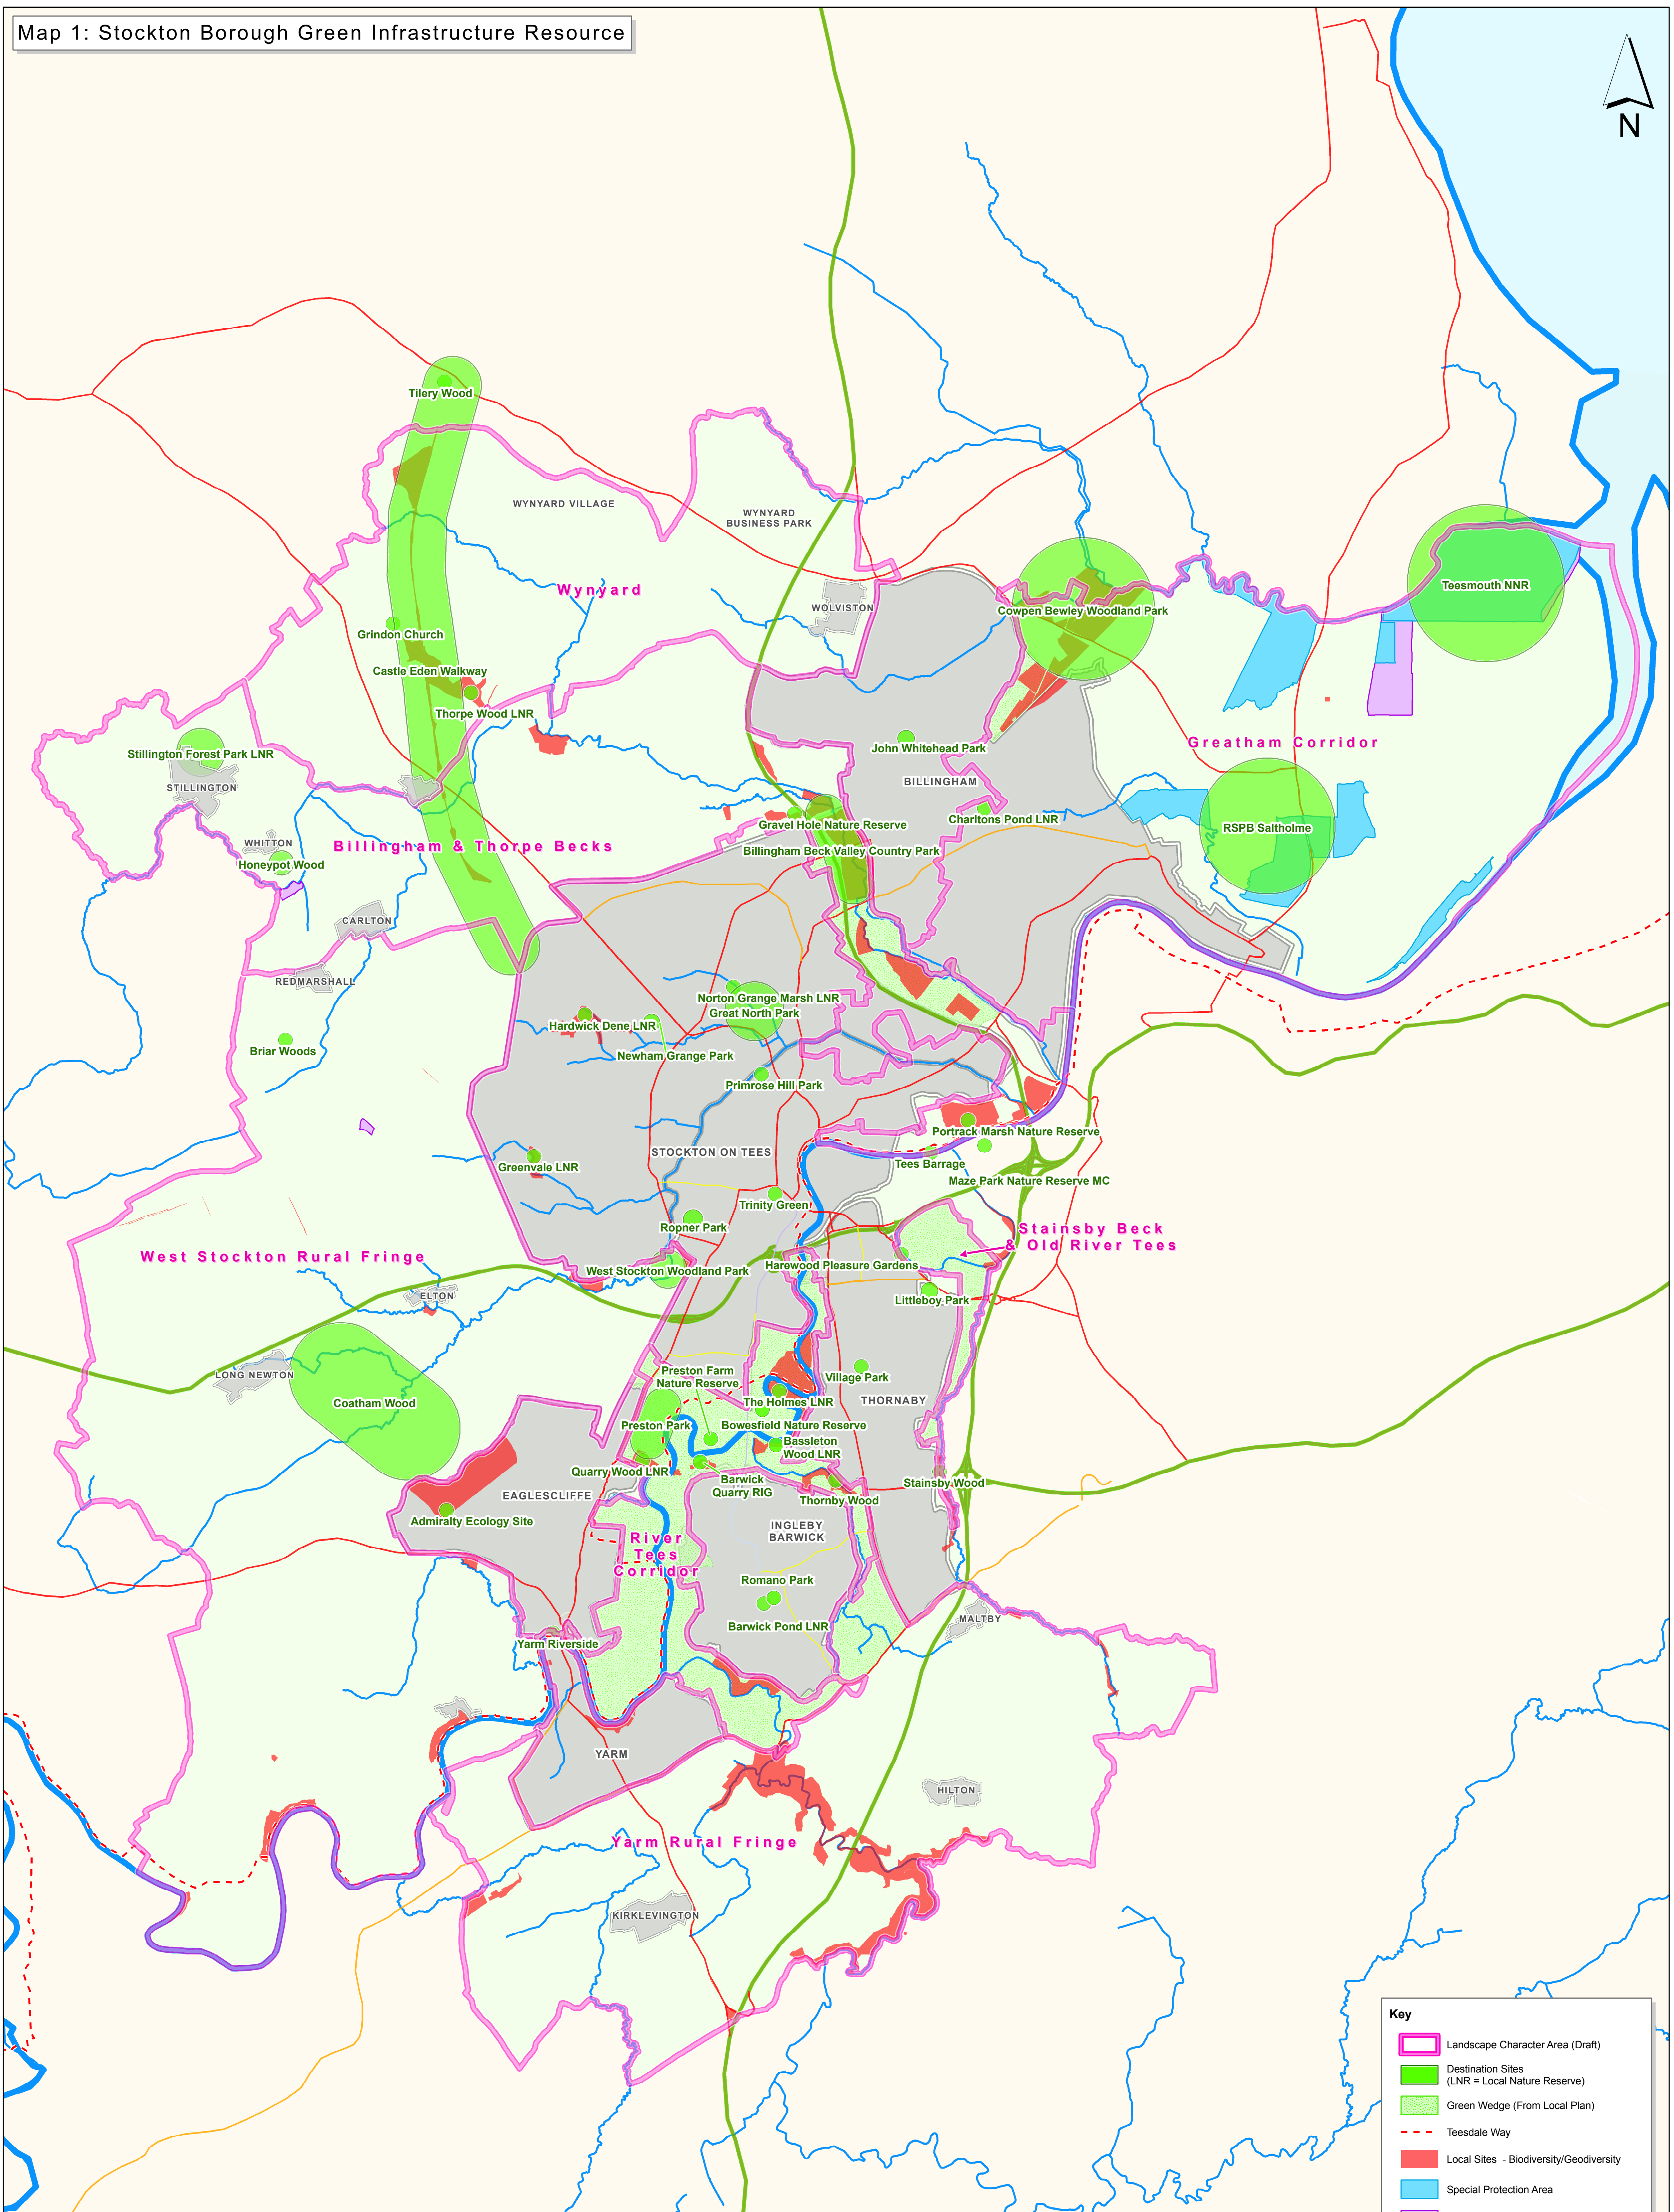 Map 1: Stockton Borough Green Infrastructure Resource
N
Tilery Wood
WYNYARD VILLAGE
WYNYARD
BUSINESS PARK
Teesmouth NNR
Wynyard
WOLVISTON
Cowpen Bewley Woodland Park
Grindon Church
Castle Eden Walkway
Thorpe Wood LNR
Stillington Forest Park LNR
STILLINGTON
John Whitehead Park
Greatham Corridor
BILLINGHAM
Charltons Pond LNR
Gravel Hole Nature Reserve
RSPB Saltholme
WHITTON
Billingham & Thorpe Becks
Billingham Beck Valley Country Park
Honeypot Wood
CARLTON
REDMARSHALL
Norton Grange Marsh LNR
Great North Park
Hardwick Dene LNR
Briar Woods
Newham Grange Park
Primrose Hill Park
Portrack Marsh Nature Reserve
STOCKTON ON TEES
Tees Barrage
Greenvale LNR
Maze Park Nature Reserve MC
Trinity Green
Ropner Park
Stainsby Beck
& Old River Tees
West Stockton Rural Fringe
Harewood Pleasure Gardens
West Stockton Woodland Park
ELTON
Littleboy Park
LONG NEWTON
Preston Farm
Nature Reserve
Village Park
Coatham Wood
The Holmes LNR
THORNABY
Preston Park
Bowesfield Nature Reserve
Bassleton
Wood LNR
Quarry Wood LNR
Barwick
Quarry RIG
Stainsby Wood
EAGLESCLIFFE
Thornby Wood
Admiralty Ecology Site
INGLEBY
BARWICK
River
Tees
Corridor
Romano Park
Barwick Pond LNR
MALTBY
Yarm Riverside
YARM
HILTON
Yarm Rural Fringe
KIRKLEVINGTON
Key
Landscape Character Area (Draft)
Destination Sites
(LNR = Local Nature Reserve)
Green Wedge (From Local Plan)
Teesdale Way
Local Sites - Biodiversity/Geodiversity
Special Protection Area